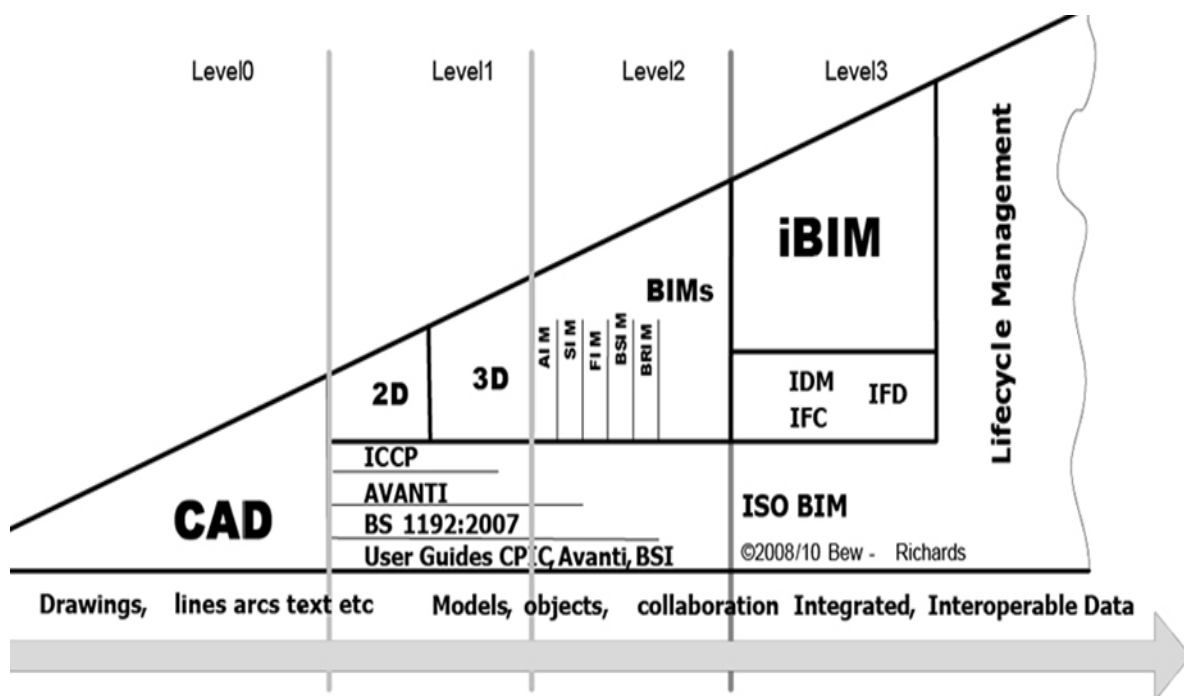 Level0
Level1
Level2
Level3
iBIM
BIMs
AIM
SIM
FIM
BSIM
BRIM
2D
3D
IDM
IFD
IFC
Lifecycle Management
ICCP
AVANTI
BS 1192:2007
User Guides CPIC, Avanti, BSI
CAD
ISO BIM
©2008/10 Bew - Richards
Drawings, lines arcs text etc
Models, objects, collaboration
Integrated, Interoperable Data